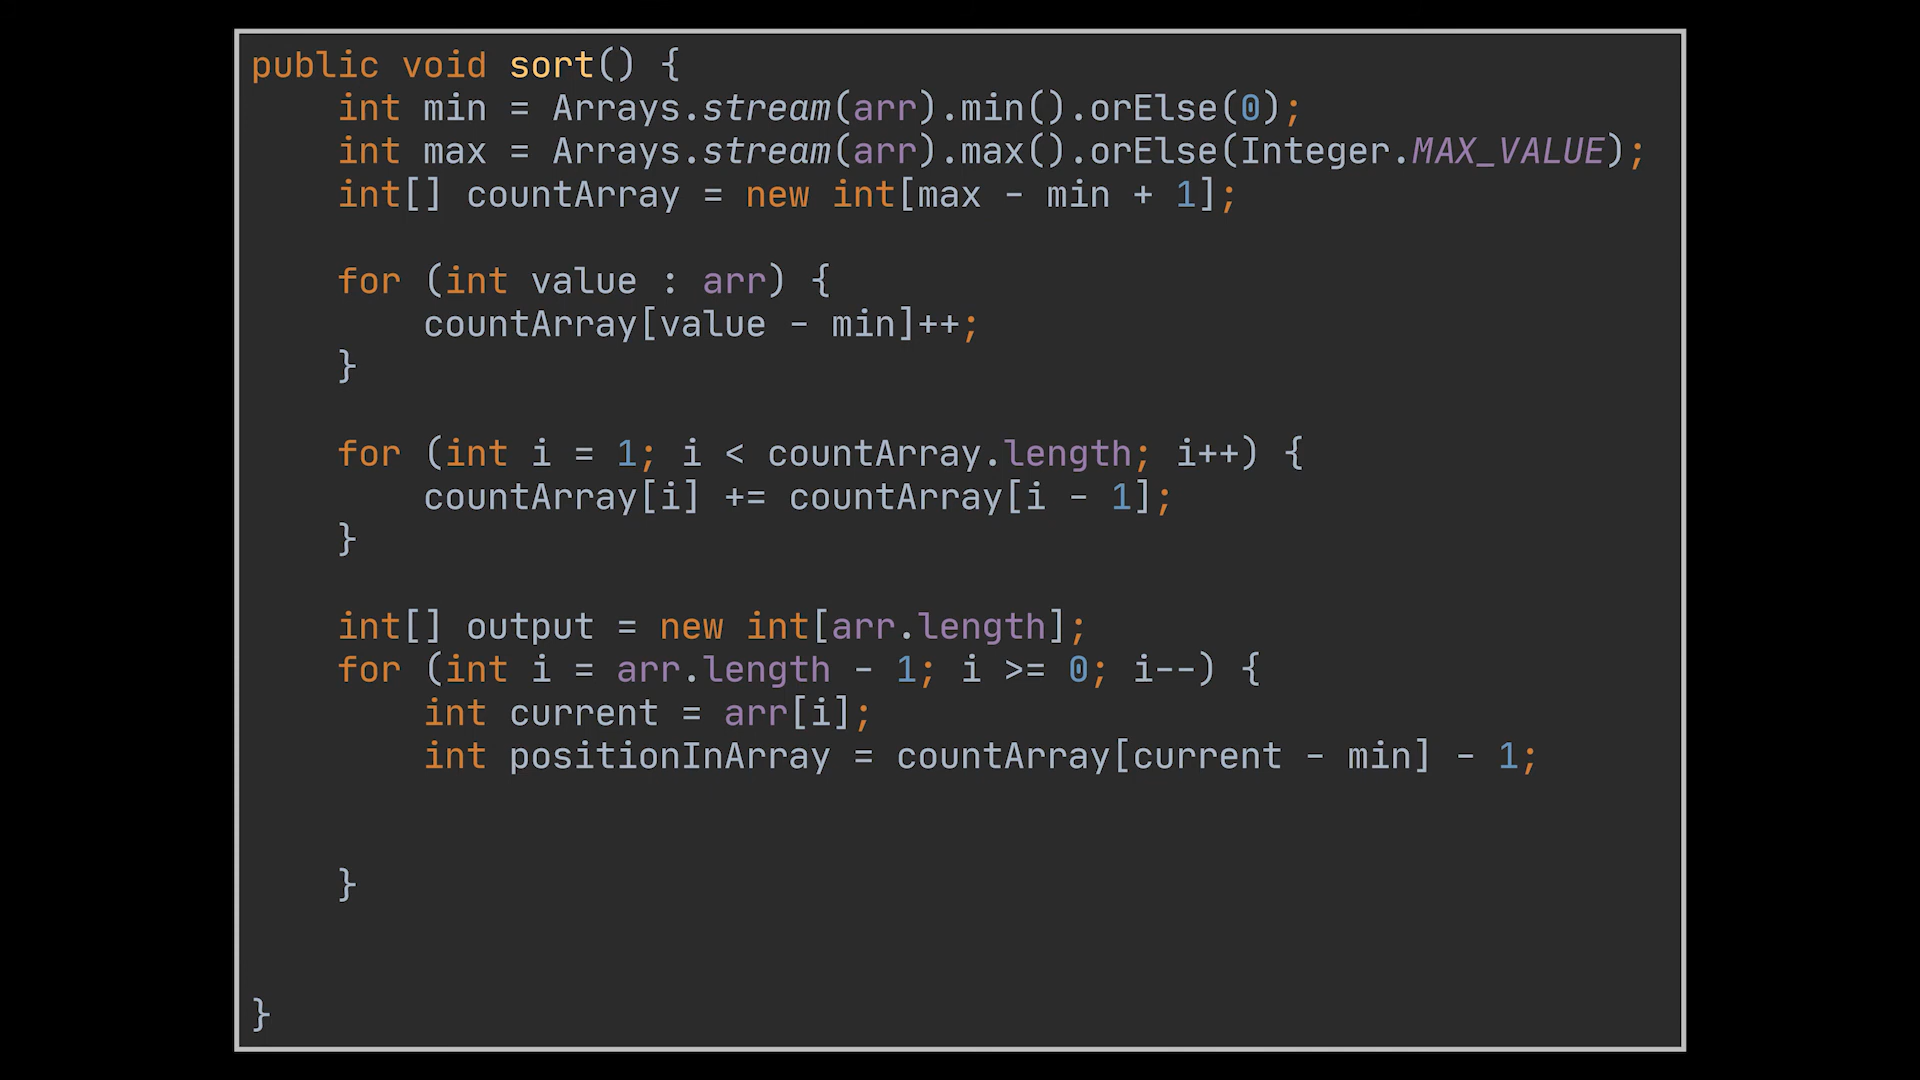 public void sort() {
    int min = Arrays.stream(arr).min().orElse(0);
    int max = Arrays.stream(arr).max().orElse(Integer.MAX_VALUE);
    int[] countArray = new int[max - min + 1];
    for (int value : arr) {
        countArray[value - min]++;
    }
    for (int i = 1; i < countArray.length; i++) {
        countArray[i] += countArray[i - 1];
    }
    int[] output = new int[arr.length];
    for (int i = arr.length - 1; i >= 0; i--) {
        int current = arr[i];
        int positionInArray = countArray[current - min] - 1;
    }
}